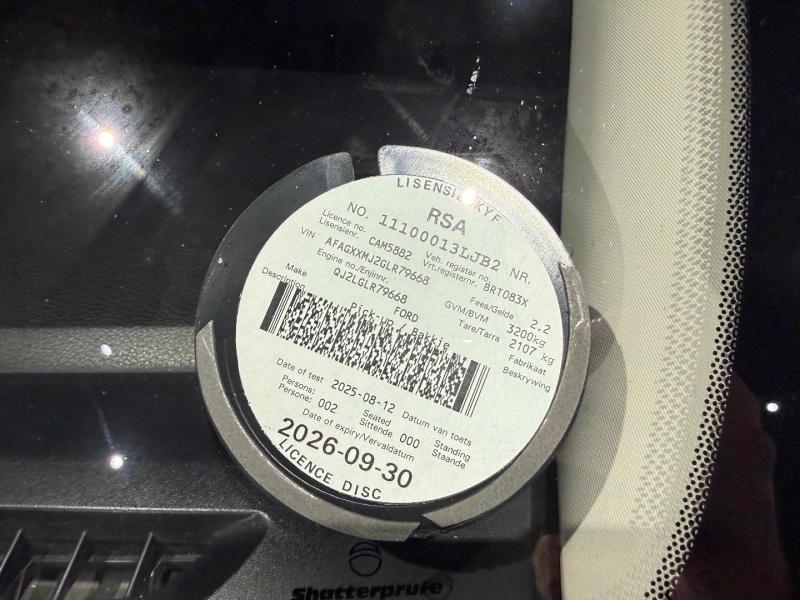 LISENSIESKYF
RSA
NO. 11100013LJB2 NR.
Licence no. CAM5882 Veh. register no. BRT083X
Lisensienr. Vrt.registernr.
VIN AFAGXXMJ2GLR79668 Fees/Gelde 2.2
Engine no./Enjinnr. GVM/BVM 3200kg
QJ2LGLR79668 Tare/Tarra 2107 kg
Make FORD Fabrikaat
Description Pick-up / Bakkie Beskrywing
Date of test 2025-08-12 Datum van toets
Persons: Seated Standing
Persone: 002 Sittende 000 Staande
Date of expiry/Vervaldatum
2026-09-30
LICENCE DISC
Shatterprufe